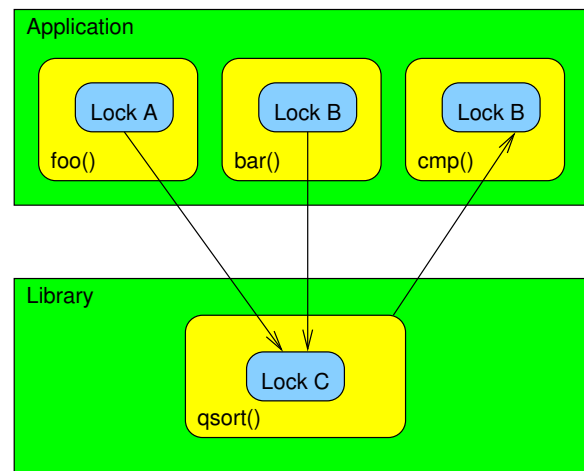 Application
Lock A
Lock B
Lock B
foo()
bar()
cmp()
Library
Lock C
qsort()